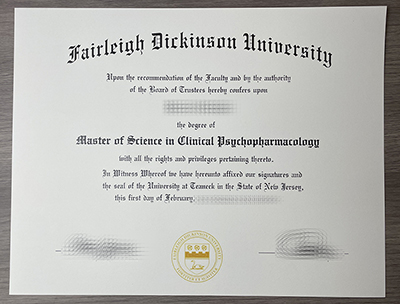 Fairleigh Dickinson University
Upon the recommendation of the Faculty and by the authority
of the Board of Trustees hereby confers upon
the degree of
Master of Science in Clinical Psychopharmacology
with all the rights and privileges pertaining thereto.
In Witness Whereof we have hereunto affixed our signatures and
the seal of the University at Teaneck in the State of New Jersey,
this first day of February,